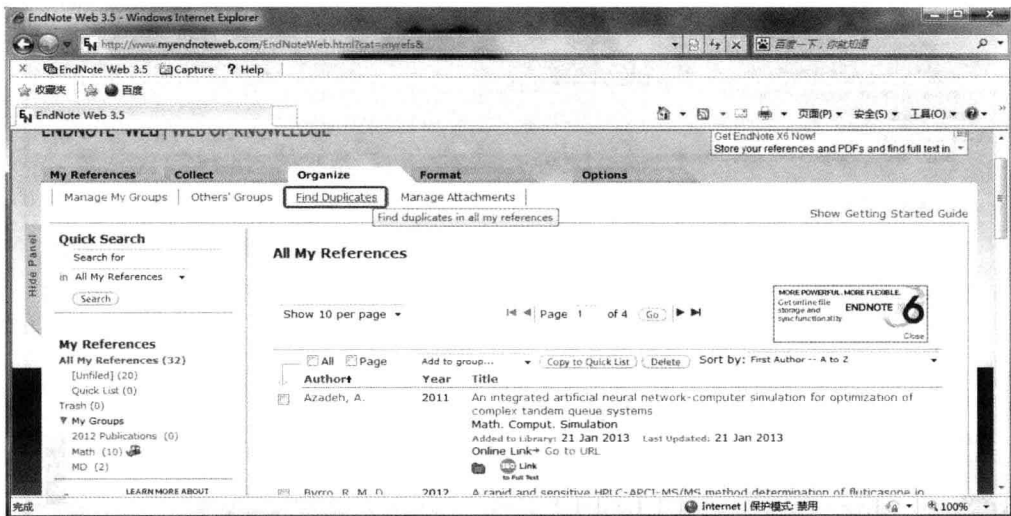 EndNote Web 3.5 - Windows Internet Explorer
http://www.myendnoteweb.com/EndNoteWeb.html?cat=myrefs&
百度一下，你就知道
X EndNote Web 3.5 Capture ? Help
收藏夹 百度
EndNote Web 3.5
页面(P) 安全(S) 工具(O)
ENDNOTE WEB | WEB OF KNOWLEDGE
Get EndNote X6 Now!
Store your references and PDFs and find full text in
My References Collect Organize Format Options
Manage My Groups Others' Groups Find Duplicates Manage Attachments
Find duplicates in all my references
Show Getting Started Guide
Hide Panel
Quick Search
Search for
in All My References
Search
All My References
Show 10 per page
Page 1 of 4 Go
MORE POWERFUL. MORE FLEXIBLE.
Get online file
storage and
sync functionality
ENDNOTE 6
Close
My References
All My References (32)
[Unfiled] (20)
Quick List (0)
Trash (0)
My Groups
2012 Publications (0)
Math (10)
MD (2)
LEARN MORE ABOUT
All Page Add to group... Copy to Quick List Delete Sort by: First Author -- A to Z
Author Year Title
Azadeh, A. 2011 An integrated artificial neural network-computer simulation for optimization of
complex tandem queue systems
Math. Comput. Simulation
Added to Library: 21 Jan 2013 Last Updated: 21 Jan 2013
Online Link→ Go to URL
Link
to Full Text
Byrro, R. M. D. 2012 A rapid and sensitive HPLC-APCI-MS/MS method determination of fluticasone in
完成
Internet | 保护模式: 禁用
100%